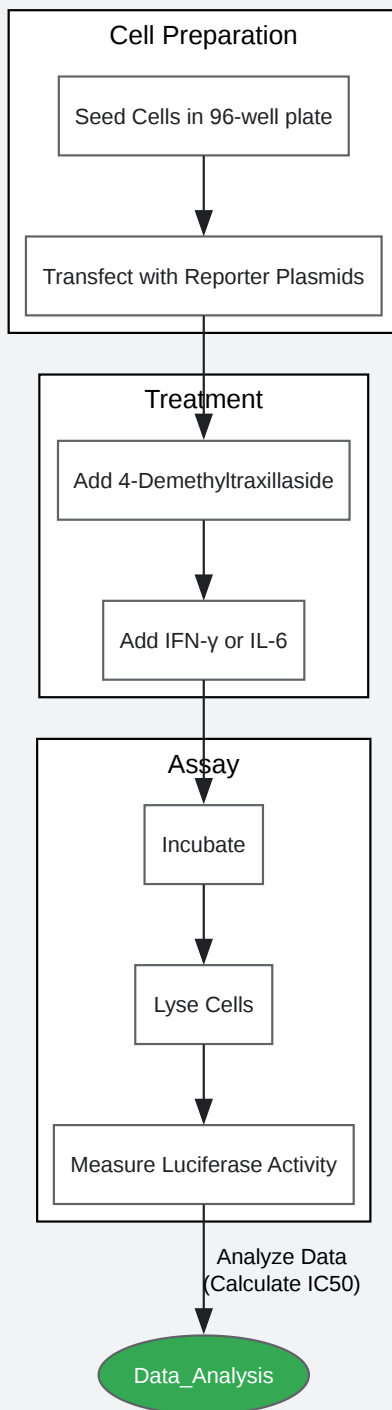 Cell Preparation
Seed Cells in 96-well plate
Transfect with Reporter Plasmids
Treatment
Add 4-Demethyltraxillaside
Add IFN-γ or IL-6
Assay
Incubate
Lyse Cells
Measure Luciferase Activity
Analyze Data
(Calculate IC50)
Data_Analysis